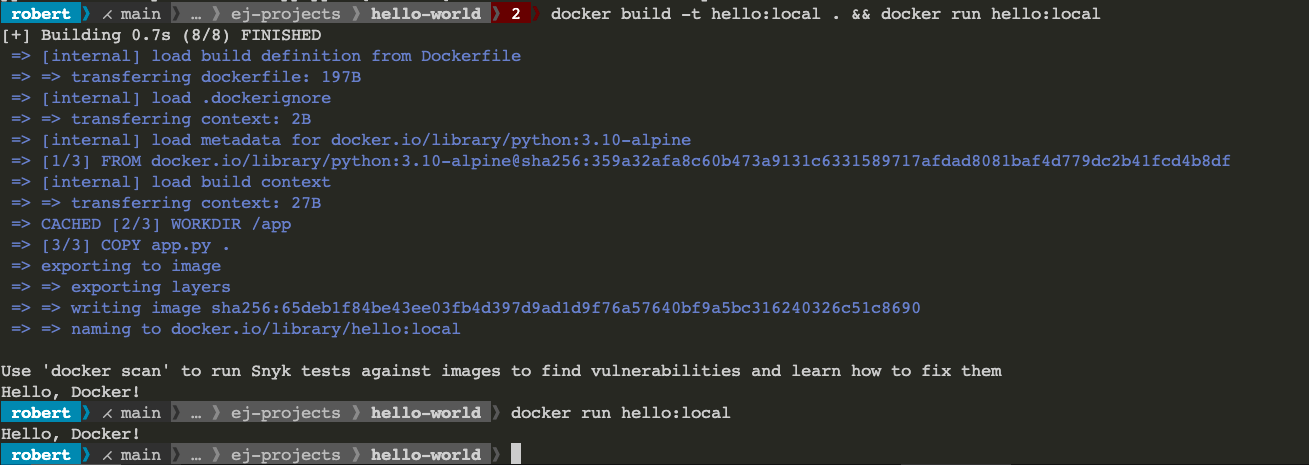 robert main … ej-projects hello-world 2 docker build -t hello:local . && docker run hello:local
[+] Building 0.7s (8/8) FINISHED
=> [internal] load build definition from Dockerfile
=> => transferring dockerfile: 197B
=> [internal] load .dockerignore
=> => transferring context: 2B
=> [internal] load metadata for docker.io/library/python:3.10-alpine
=> [1/3] FROM docker.io/library/python:3.10-alpine@sha256:359a32afa8c60b473a9131c6331589717afdad8081baf4d779dc2b41fcd4b8df
=> [internal] load build context
=> => transferring context: 27B
=> CACHED [2/3] WORKDIR /app
=> [3/3] COPY app.py .
=> exporting to image
=> => exporting layers
=> => writing image sha256:65deb1f84be43ee03fb4d397d9ad1d9f76a57640bf9a5bc316240326c51c8690
=> => naming to docker.io/library/hello:local
Use 'docker scan' to run Snyk tests against images to find vulnerabilities and learn how to fix them
Hello, Docker!
robert main … ej-projects hello-world docker run hello:local
Hello, Docker!
robert main … ej-projects hello-world